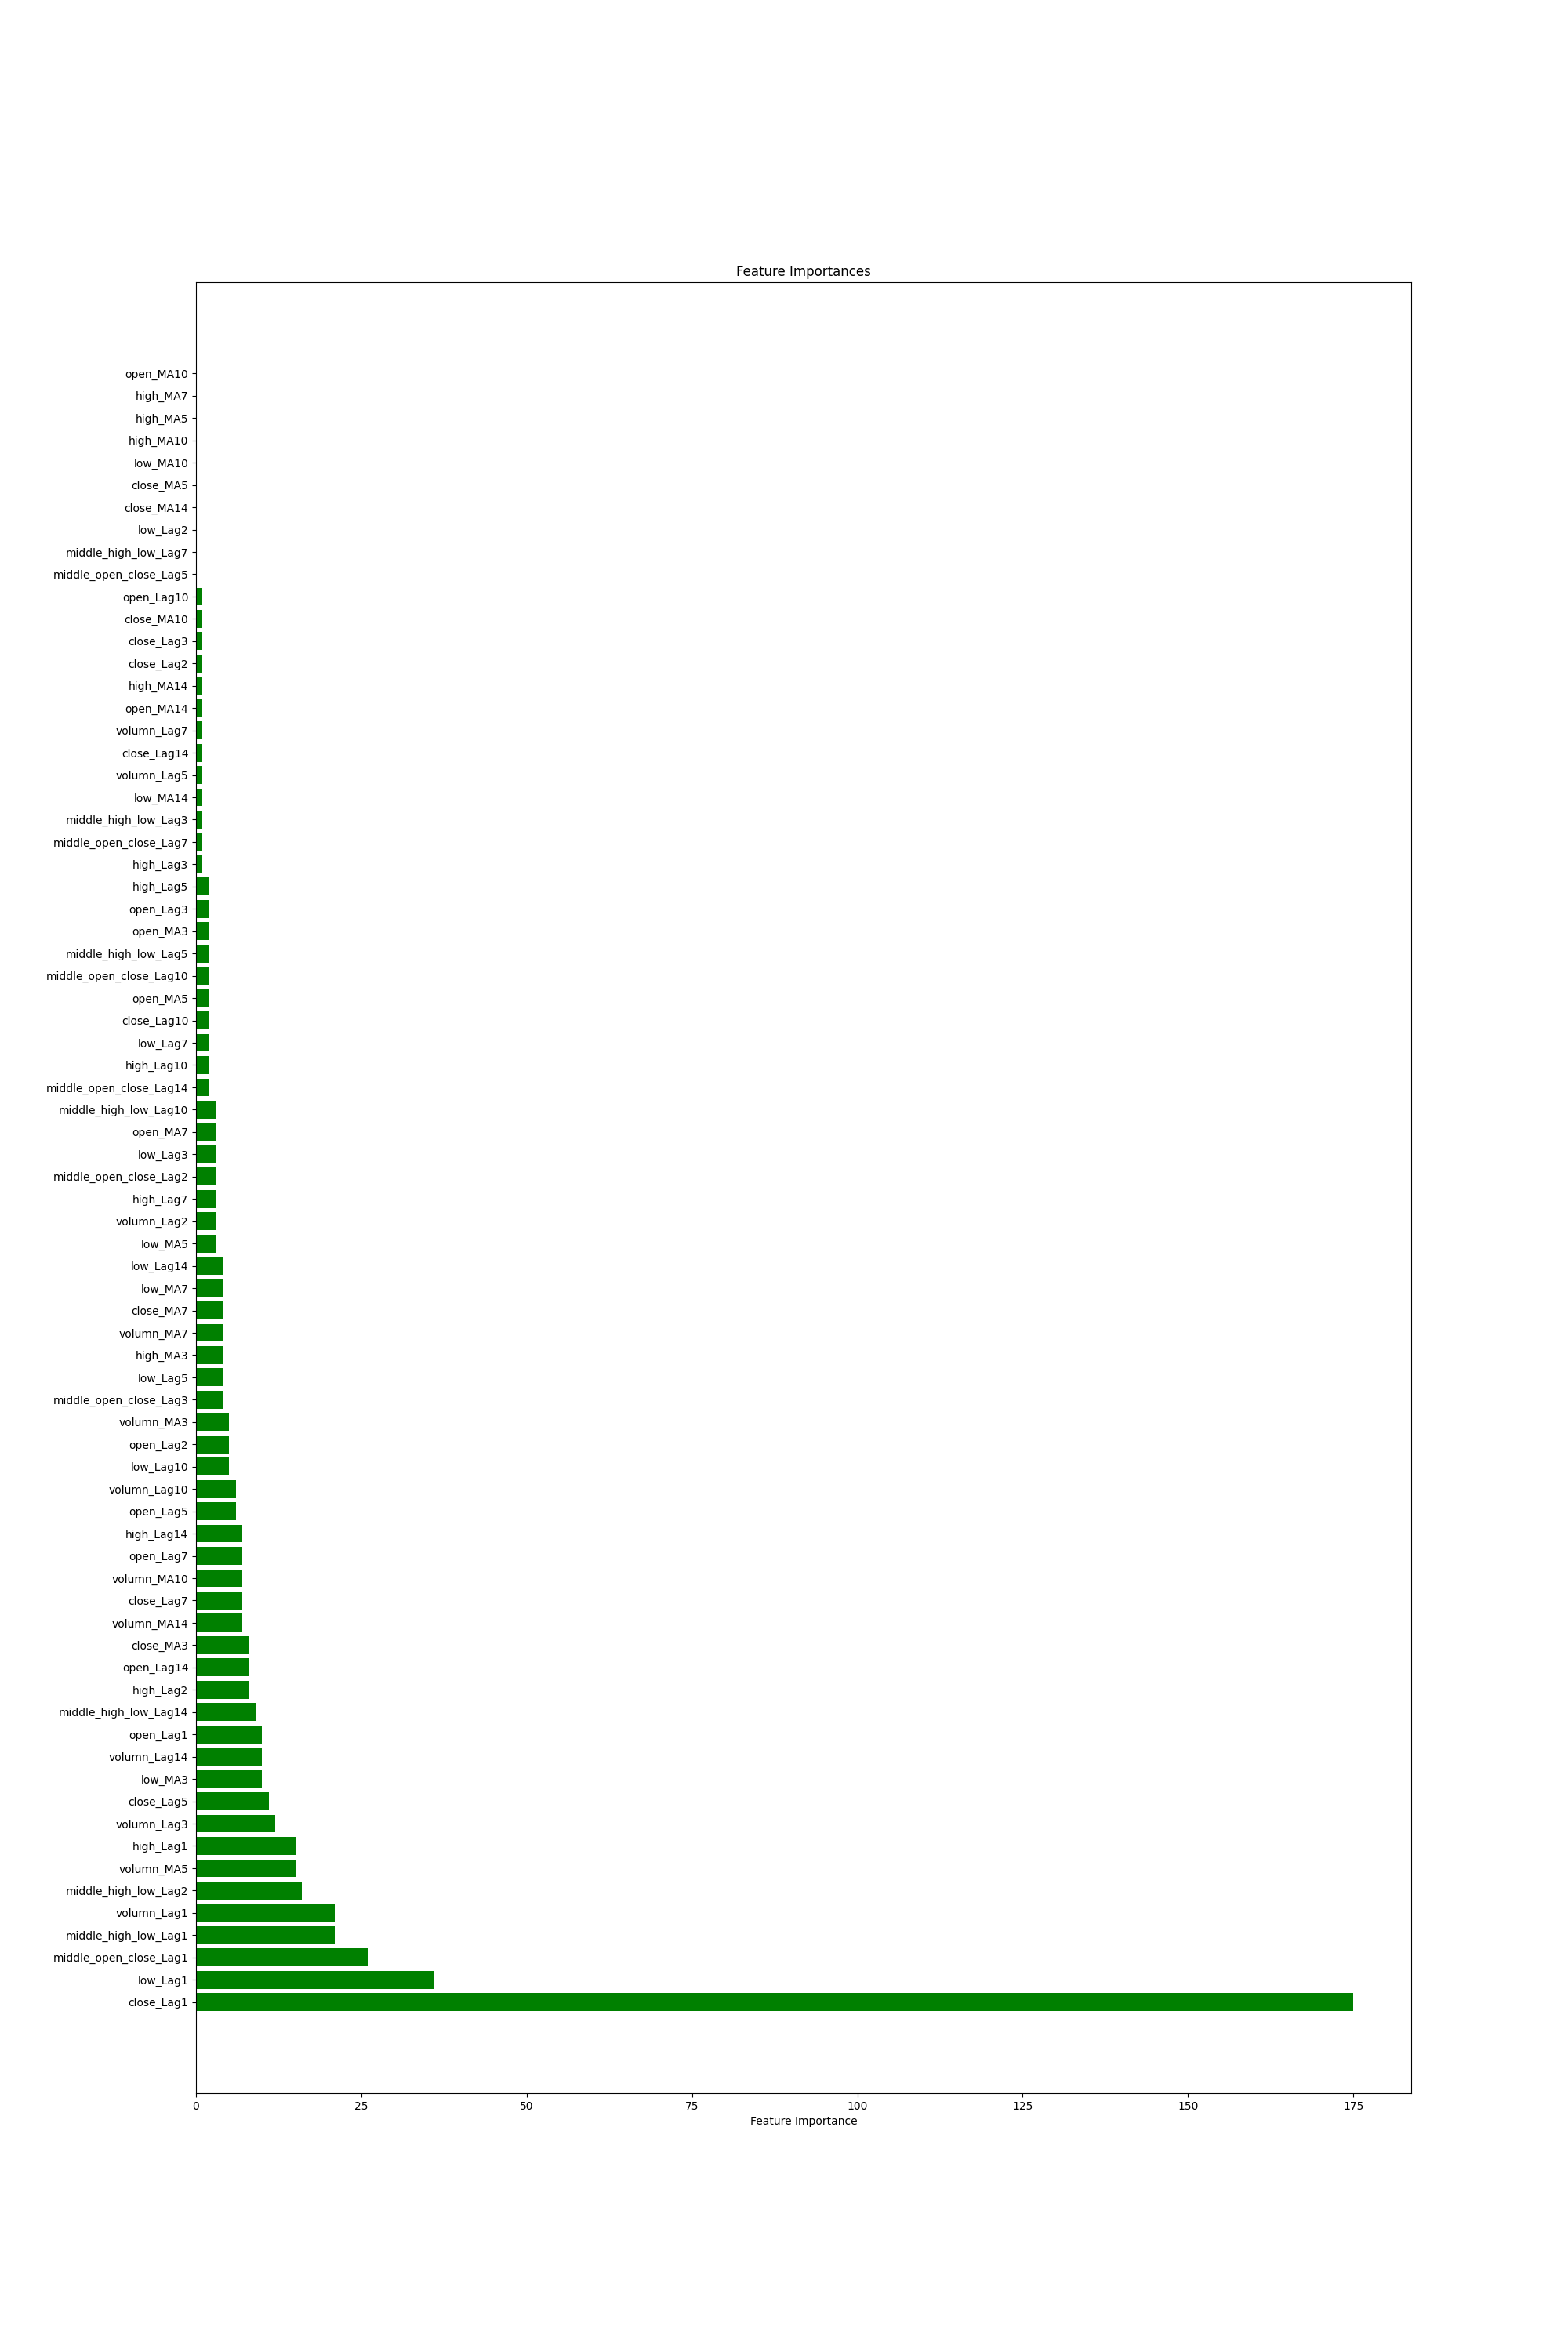 Feature Importances
open_MA10
high_MA7
high_MA5
high_MA10
low_MA10
close_MA5
close_MA14
low_Lag2
middle_high_low_Lag7
middle_open_close_Lag5
open_Lag10
close_MA10
close_Lag3
close_Lag2
high_MA14
open_MA14
volumn_Lag7
close_Lag14
volumn_Lag5
low_MA14
middle_high_low_Lag3
middle_open_close_Lag7
high_Lag3
high_Lag5
open_Lag3
open_MA3
middle_high_low_Lag5
middle_open_close_Lag10
open_MA5
close_Lag10
low_Lag7
high_Lag10
middle_open_close_Lag14
middle_high_low_Lag10
open_MA7
low_Lag3
middle_open_close_Lag2
high_Lag7
volumn_Lag2
low_MA5
low_Lag14
low_MA7
close_MA7
volumn_MA7
high_MA3
low_Lag5
middle_open_close_Lag3
volumn_MA3
open_Lag2
low_Lag10
volumn_Lag10
open_Lag5
high_Lag14
open_Lag7
volumn_MA10
close_Lag7
volumn_MA14
close_MA3
open_Lag14
high_Lag2
middle_high_low_Lag14
open_Lag1
volumn_Lag14
low_MA3
close_Lag5
volumn_Lag3
high_Lag1
volumn_MA5
middle_high_low_Lag2
volumn_Lag1
middle_high_low_Lag1
middle_open_close_Lag1
low_Lag1
close_Lag1
0 25 50 75 100 125 150 175
Feature Importance